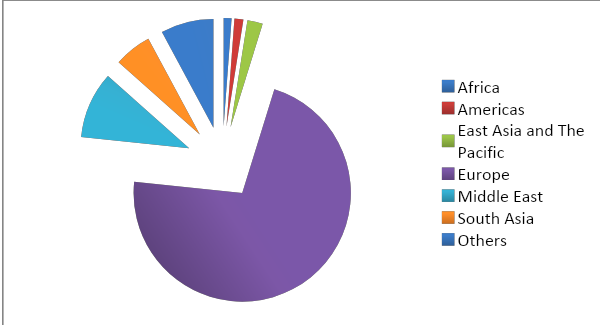 Africa
Americas
East Asia and The
Pacific
Europe
Middle East
South Asia
Others